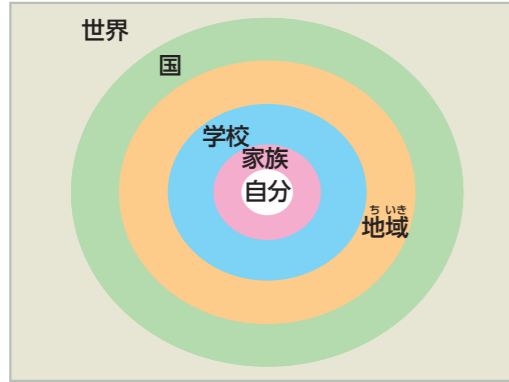 世界
国
学校
家族
自分
ちいき
地域